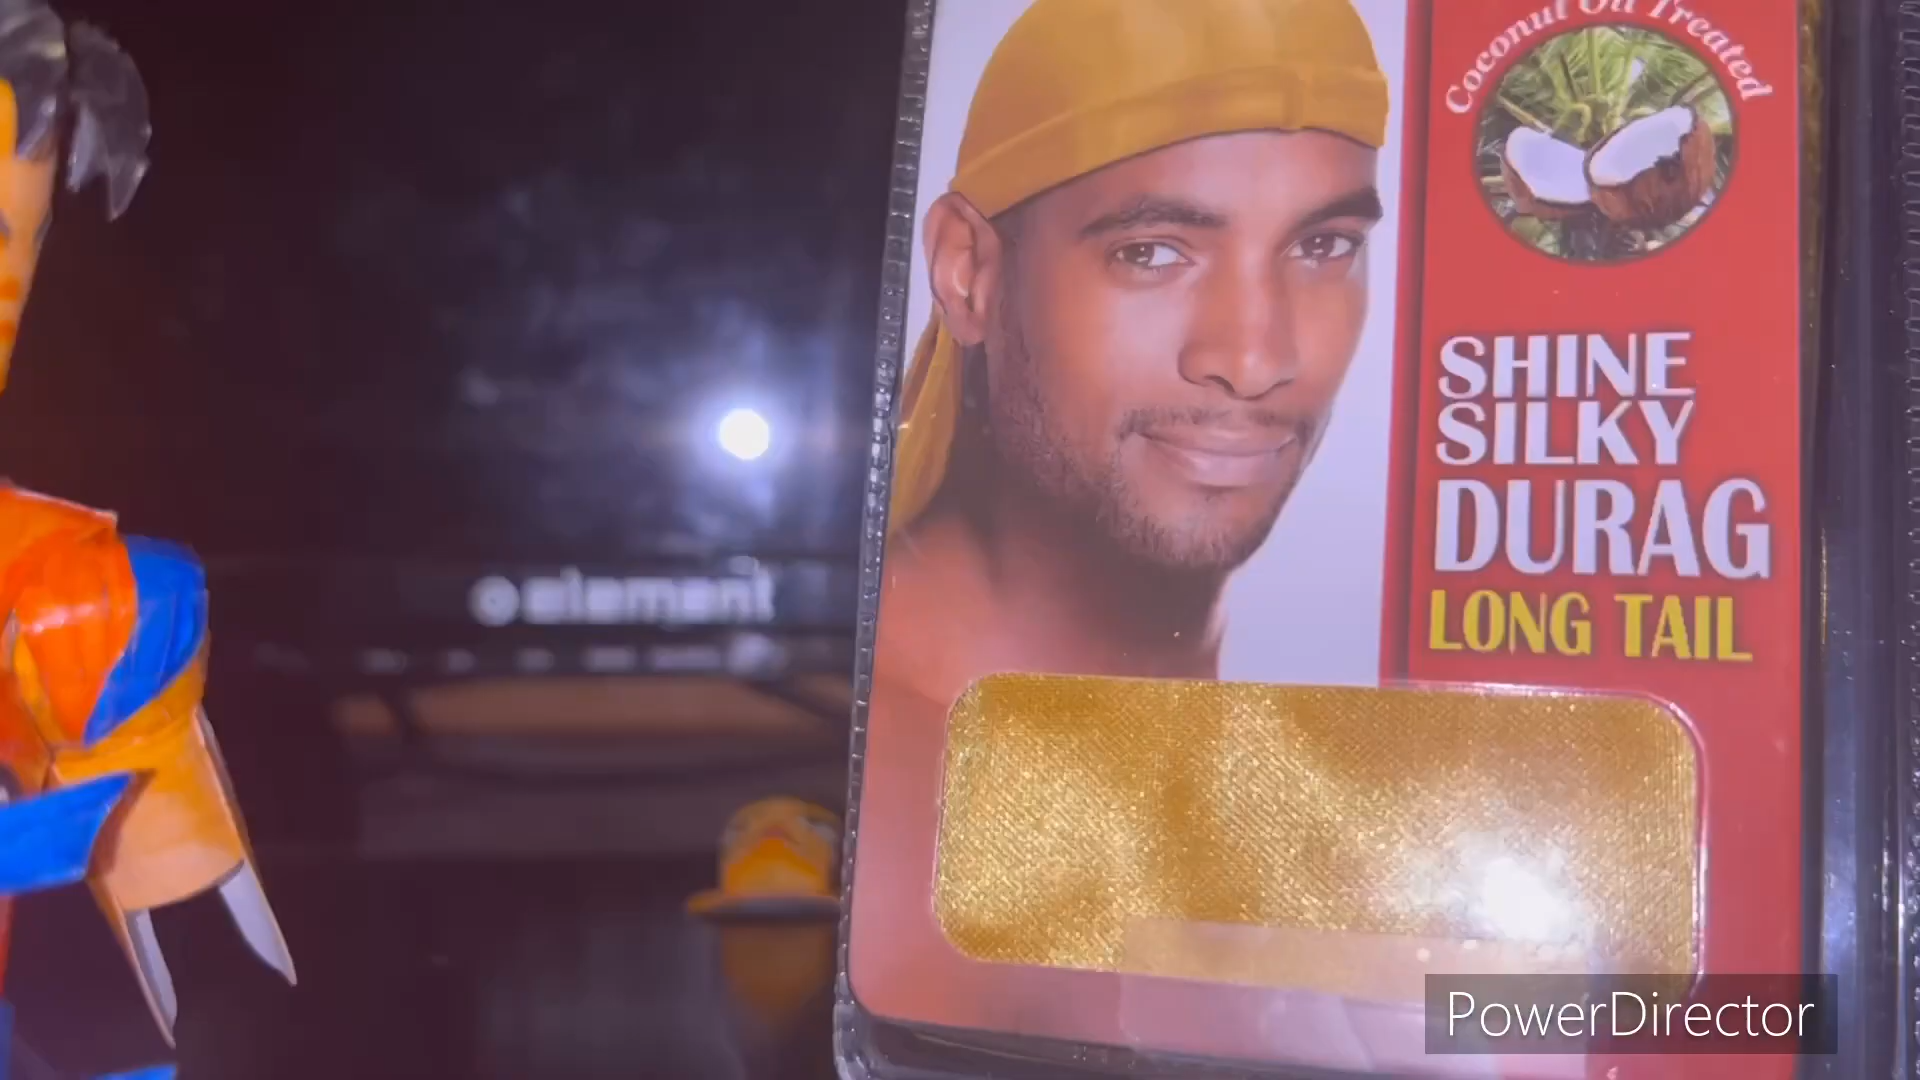 Coconut Oil Treated
SHINE
SILKY
DURAG
LONG TAIL
element
PowerDirector